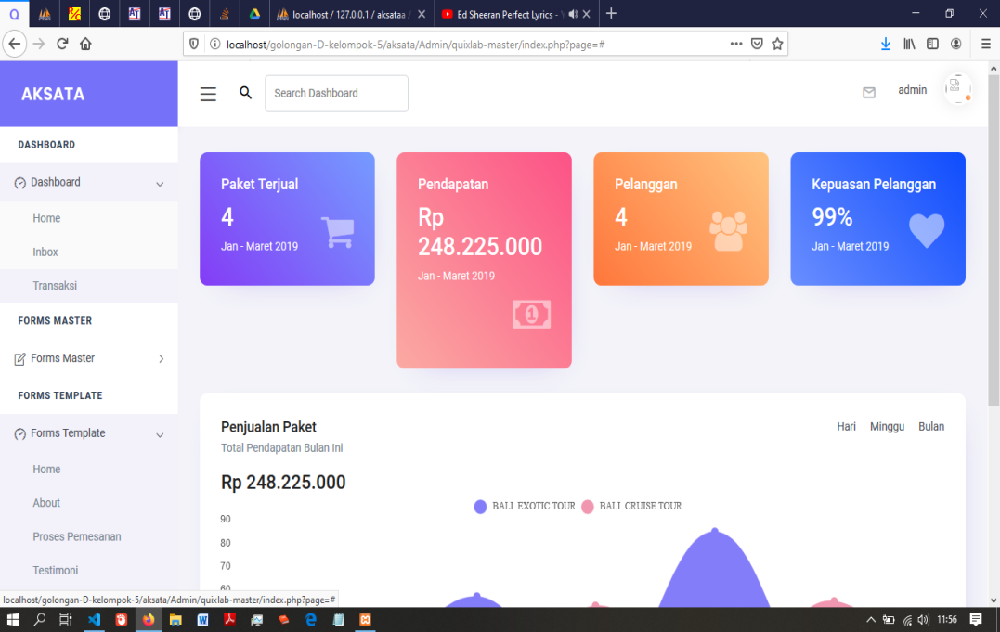 localhost / 127.0.0.1 / aksataa /
Ed Sheeran Perfect Lyrics -
localhost/golongan-D-kelompok-5/aksata/Admin/quixlab-master/index.php?page=#
AKSATA
Search Dashboard
admin
DASHBOARD
Dashboard
Home
Inbox
Transaksi
FORMS MASTER
Forms Master
FORMS TEMPLATE
Forms Template
Home
About
Proses Pemesanan
Testimoni
Paket Terjual
4
Jan - Maret 2019
Pendapatan
Rp
248.225.000
Jan - Maret 2019
Pelanggan
4
Jan - Maret 2019
Kepuasan Pelanggan
99%
Jan - Maret 2019
Penjualan Paket
Total Pendapatan Bulan Ini
Hari Minggu Bulan
Rp 248.225.000
BALI EXOTIC TOUR BALI CRUISE TOUR
90
80
70
60
localhost/golongan-D-kelompok-5/aksata/Admin/quixlab-master/index.php?page=#
11:56